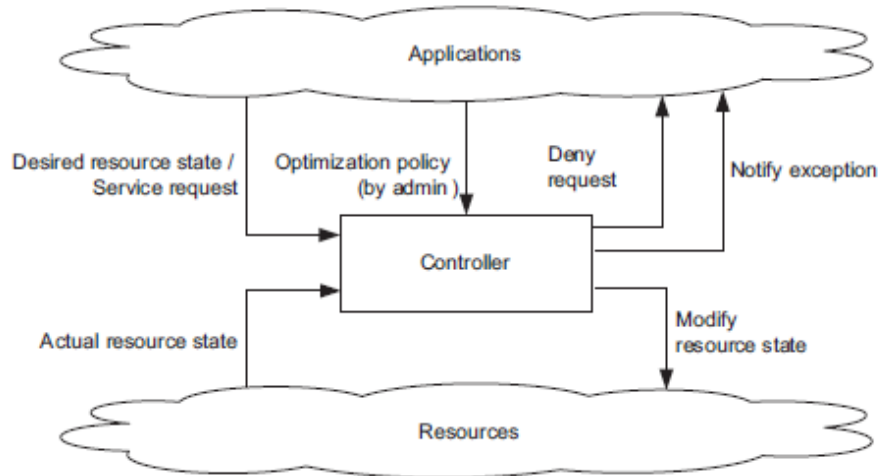 Applications
Desired resource state /
Service request
Optimization policy
(by admin )
Deny
request
Notify exception
Controller
Actual resource state
Modify
resource state
Resources